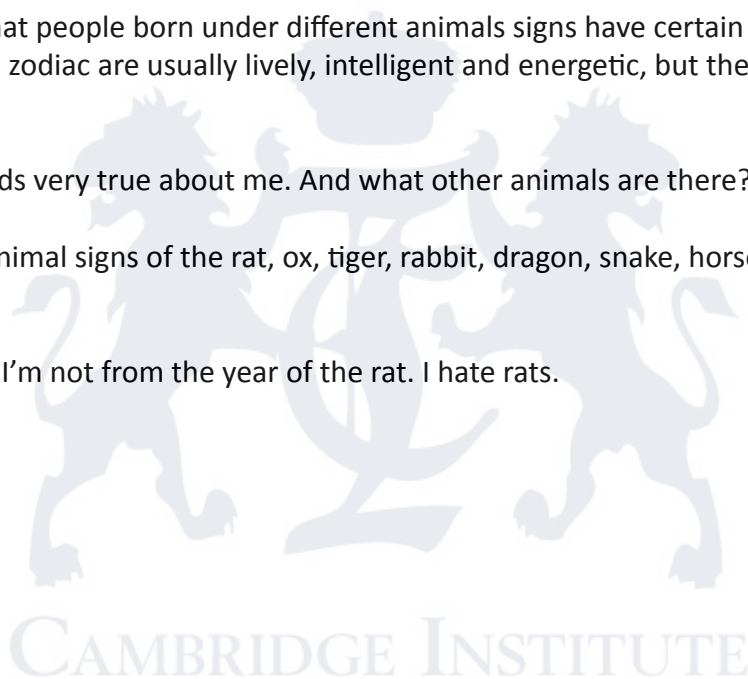 at people born under different animals signs have certain
zodiac are usually lively, intelligent and energetic, but the
ds very true about me. And what other animals are there?
nimal signs of the rat, ox, tiger, rabbit, dragon, snake, horse
I'm not from the year of the rat. I hate rats.
CAMBRIDGE INSTITUTE